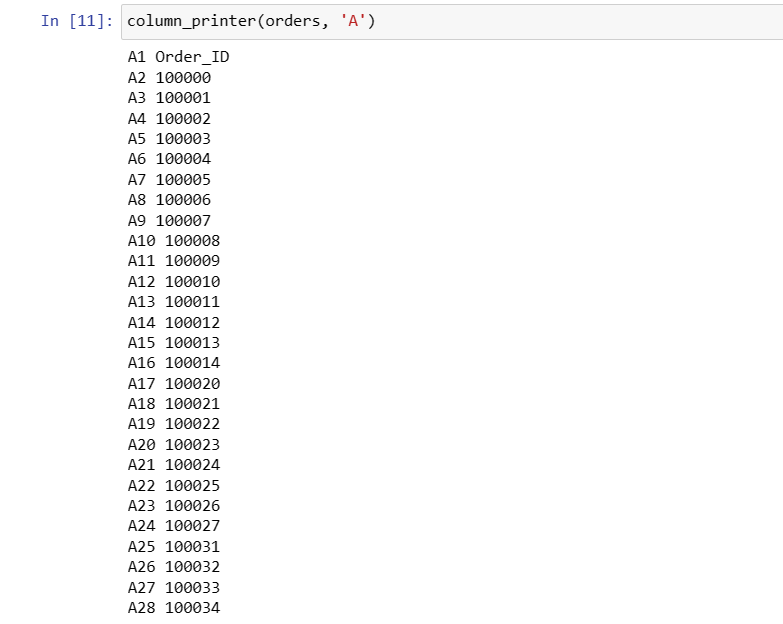 In [11]: column_printer(orders, 'A')
A1 Order_ID
A2 100000
A3 100001
A4 100002
A5 100003
A6 100004
A7 100005
A8 100006
A9 100007
A10 100008
A11 100009
A12 100010
A13 100011
A14 100012
A15 100013
A16 100014
A17 100020
A18 100021
A19 100022
A20 100023
A21 100024
A22 100025
A23 100026
A24 100027
A25 100031
A26 100032
A27 100033
A28 100034